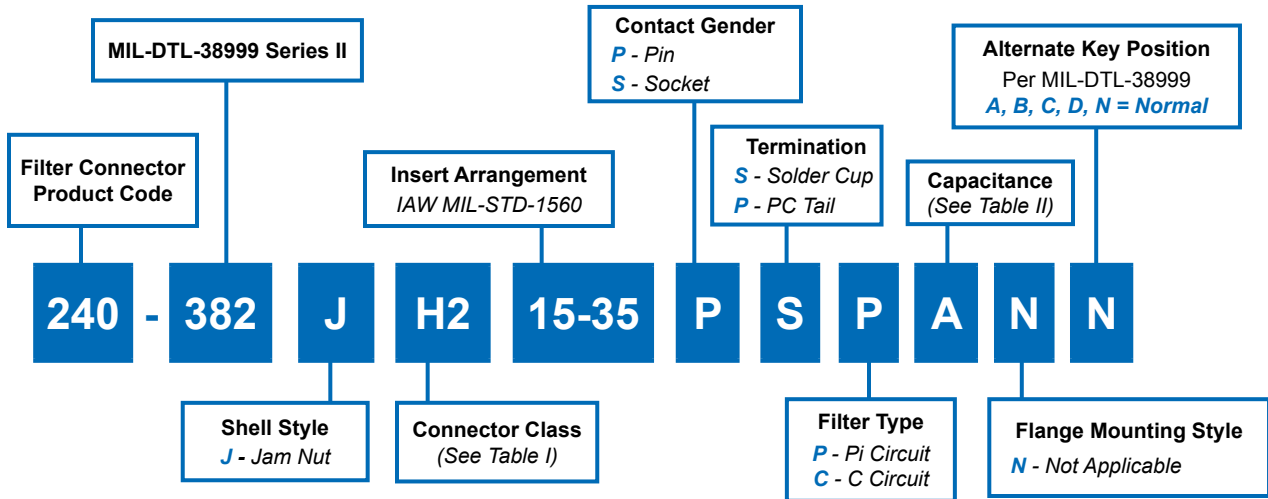 MIL-DTL-38999 Series II
Contact Gender
P - Pin
S - Socket
Alternate Key Position
Per MIL-DTL-38999
A, B, C, D, N = Normal
Filter Connector
Product Code
Insert Arrangement
IAW MIL-STD-1560
Termination
S - Solder Cup
P - PC Tail
Capacitance
(See Table II)
240 - 382 J H2 15-35 P S P A N N
Shell Style
J - Jam Nut
Connector Class
(See Table I)
Filter Type
P - Pi Circuit
C - C Circuit
Flange Mounting Style
N - Not Applicable